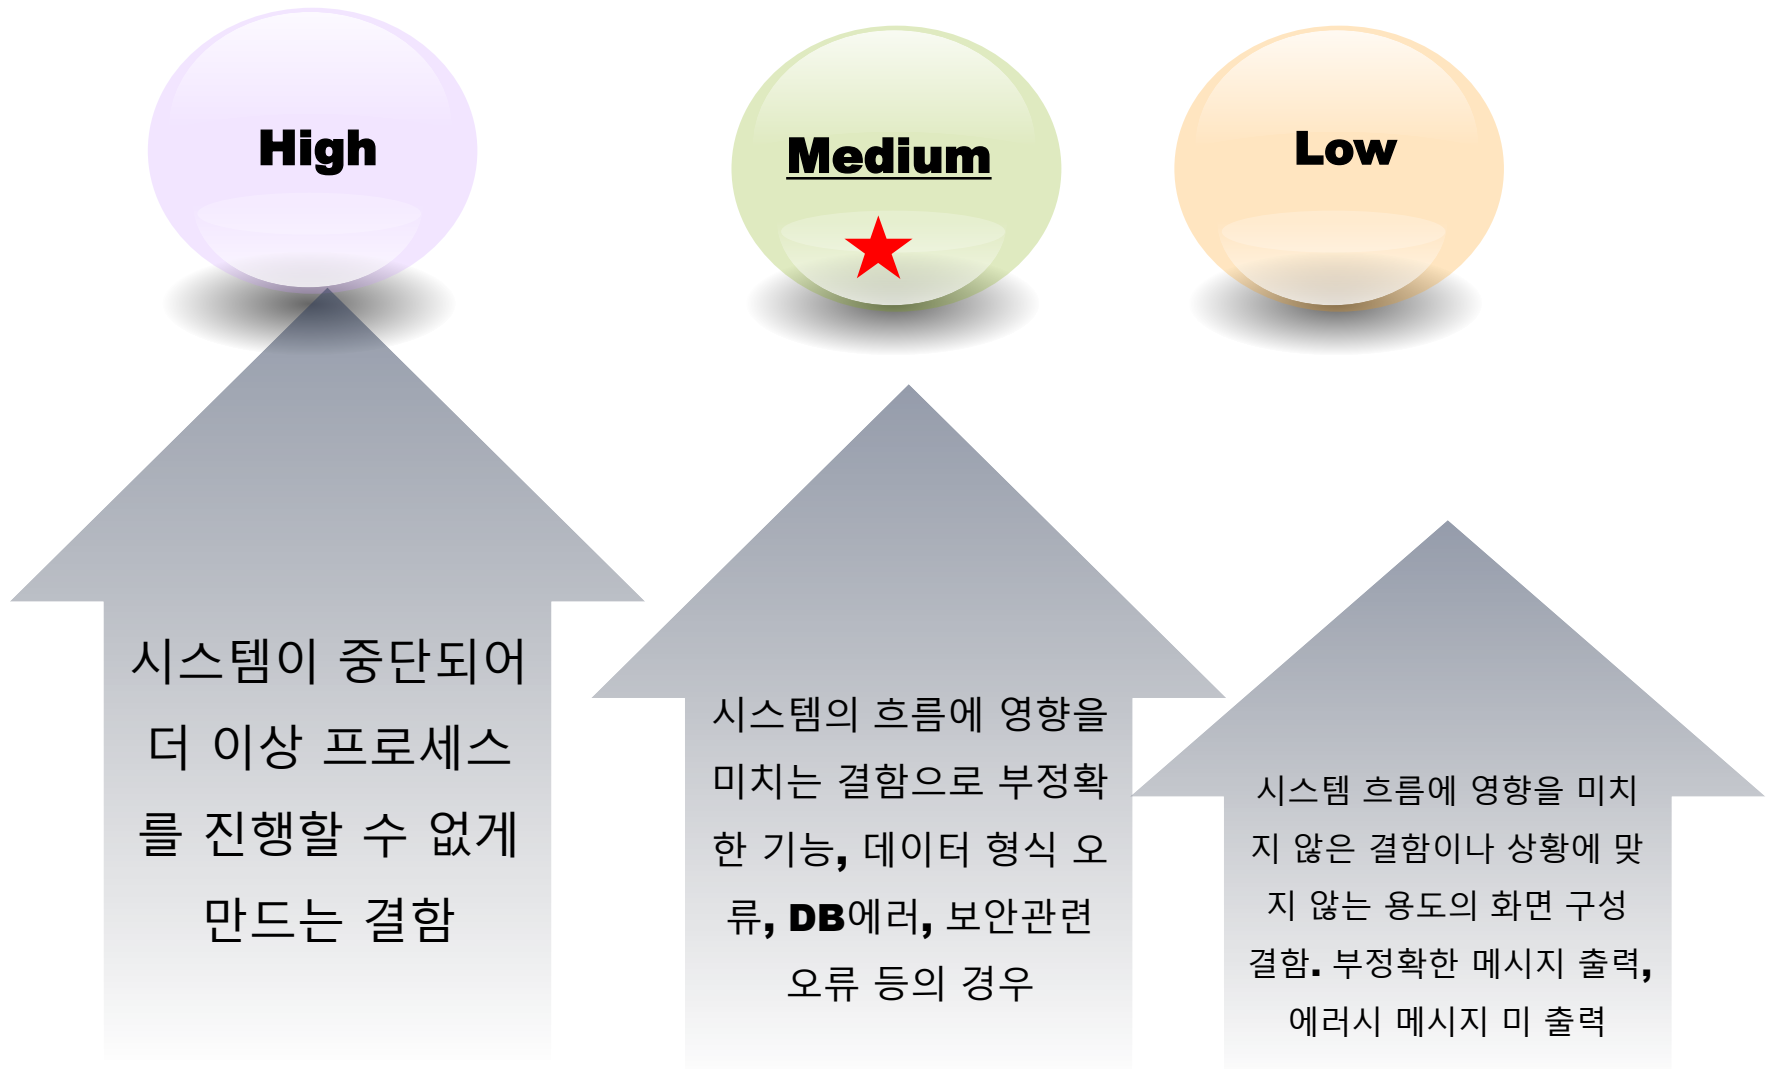 High
시스템이 중단되어
더 이상 프로세스
를 진행할 수 없게
만드는 결함
Medium
시스템의 흐름에 영향을
미치는 결함으로 부정확
한 기능, 데이터 형식 오
류, DB에러, 보안관련
오류 등의 경우
Low
시스템 흐름에 영향을 미치
지 않은 결함이나 상황에 맞
지 않는 용도의 화면 구성
결함. 부정확한 메시지 출력,
에러시 메시지 미 출력